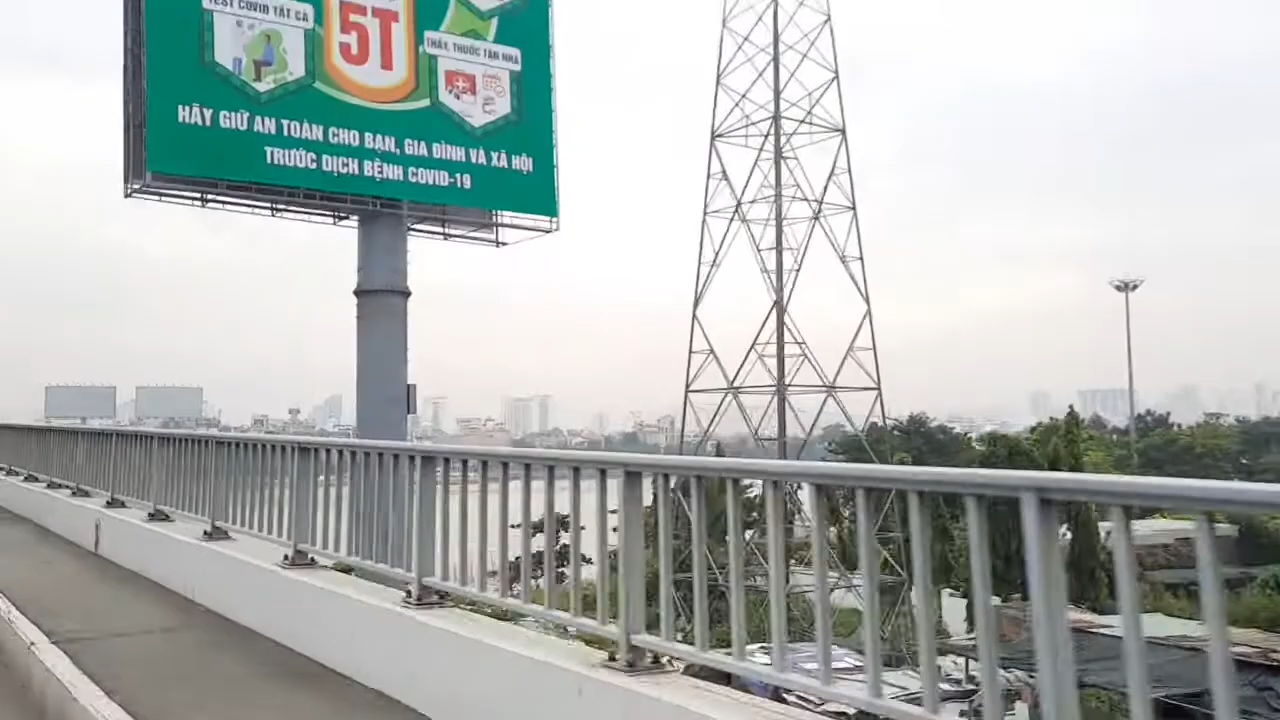 TEST COVID TẤT CẢ
5T
THẦY, THUỐC TẬN NHÀ
HÃY GIỮ AN TOÀN CHO BẠN, GIA ĐÌNH VÀ XÃ HỘI
TRƯỚC DỊCH BỆNH COVID-19